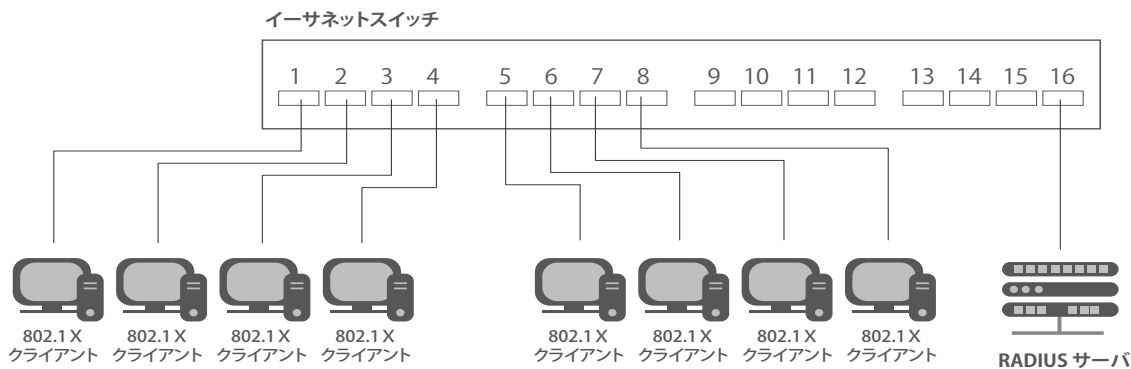 イーサネットスイッチ
1 2 3 4 5 6 7 8 9 10 11 12 13 14 15 16
802.1X 802.1X 802.1X 802.1X 802.1X 802.1X 802.1X 802.1X
クライアント クライアント クライアント クライアント クライアント クライアント クライアント クライアント
RADIUS サーバ